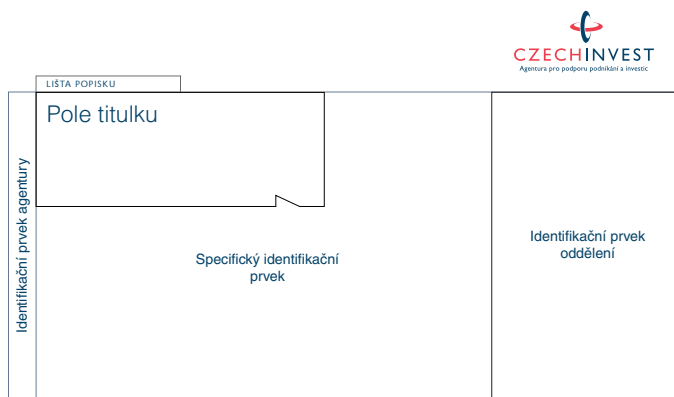 CZECHINVEST
Agentura pro podporu podnikání a investic
LIŠTA POPISKU
Pole titulku
Identifikační prvek agentury
Specifický identifikační
prvek
Identifikační prvek
oddělení